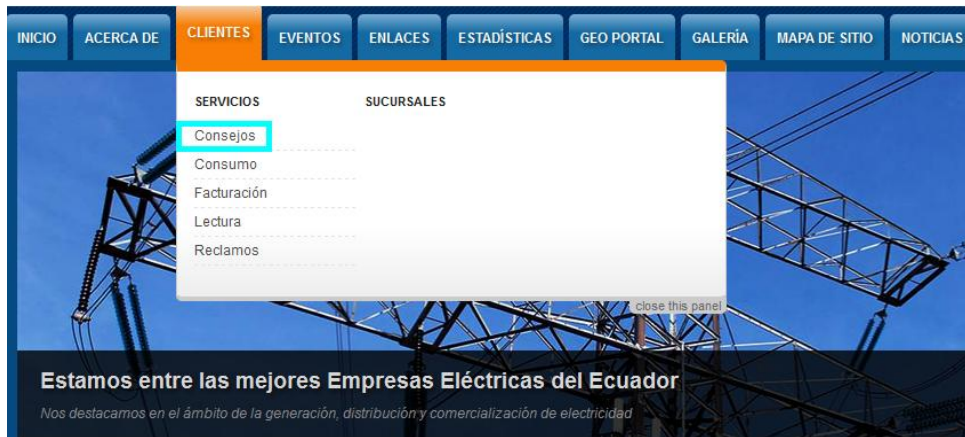 INICIO ACERCA DE CLIENTES EVENTOS ENLACES ESTADÍSTICAS GEO PORTAL GALERÌA MAPA DE SITIO NOTICIAS
SERVICIOS SUCURSALES
Consejos
Consumo
Facturación
Lectura
Reclamos
close this panel
Estamos entre las mejores Empresas Eléctricas del Ecuador
Nos destacamos en el ámbito de la generación, distribución y comercialización de electricidad